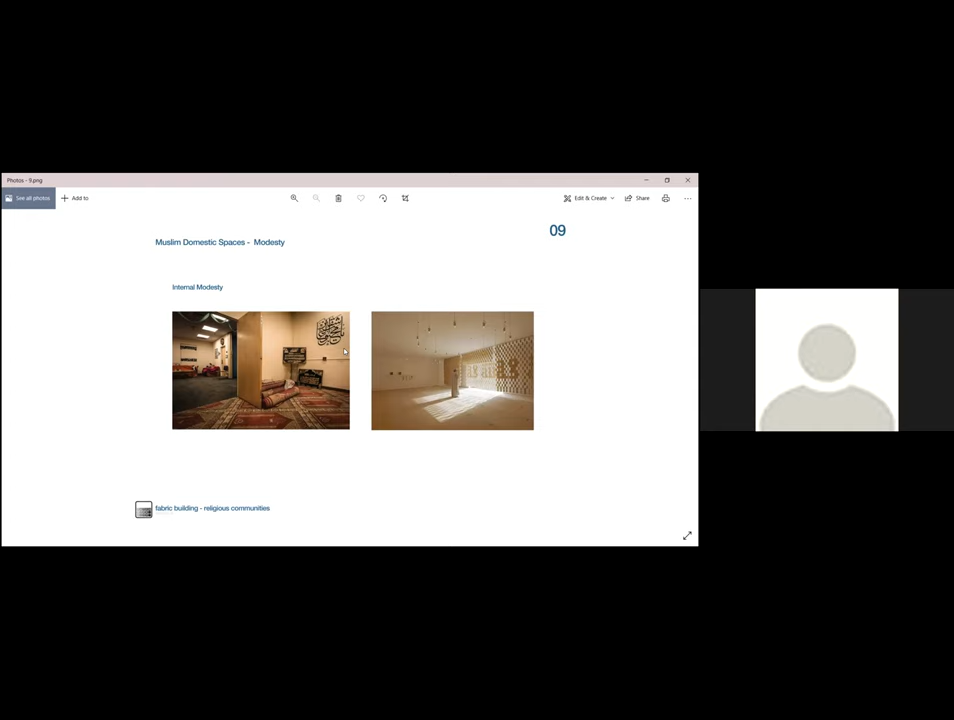 Photos - 9.png
See all photos
Add to
Edit & Create
Share
09
Muslim Domestic Spaces - Modesty
Internal Modesty
fabric building - religious communities